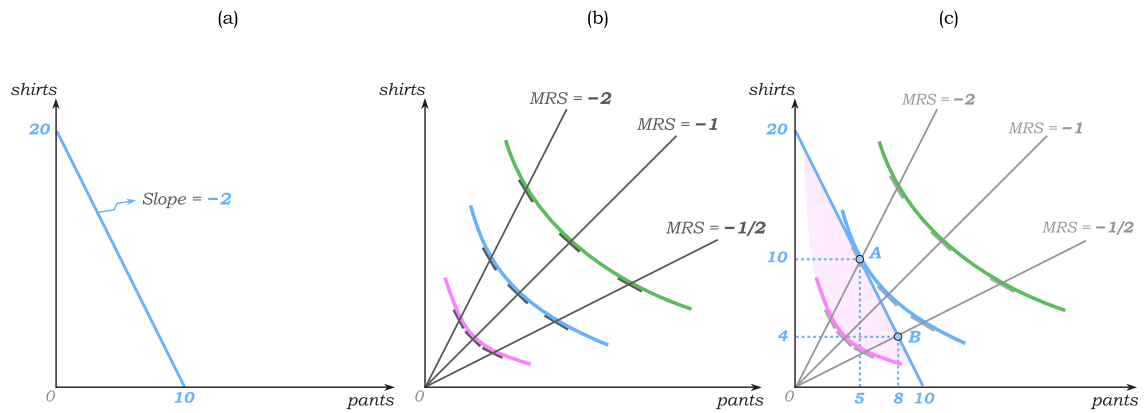 (a)
shirts
20
Slope = −2
0
10
pants
(b)
shirts
MRS = −2
MRS = −1
MRS = −1/2
0
pants
(c)
shirts
20
MRS = −2
MRS = −1
MRS = −1/2
A
10
4
B
0
5
8
10
pants